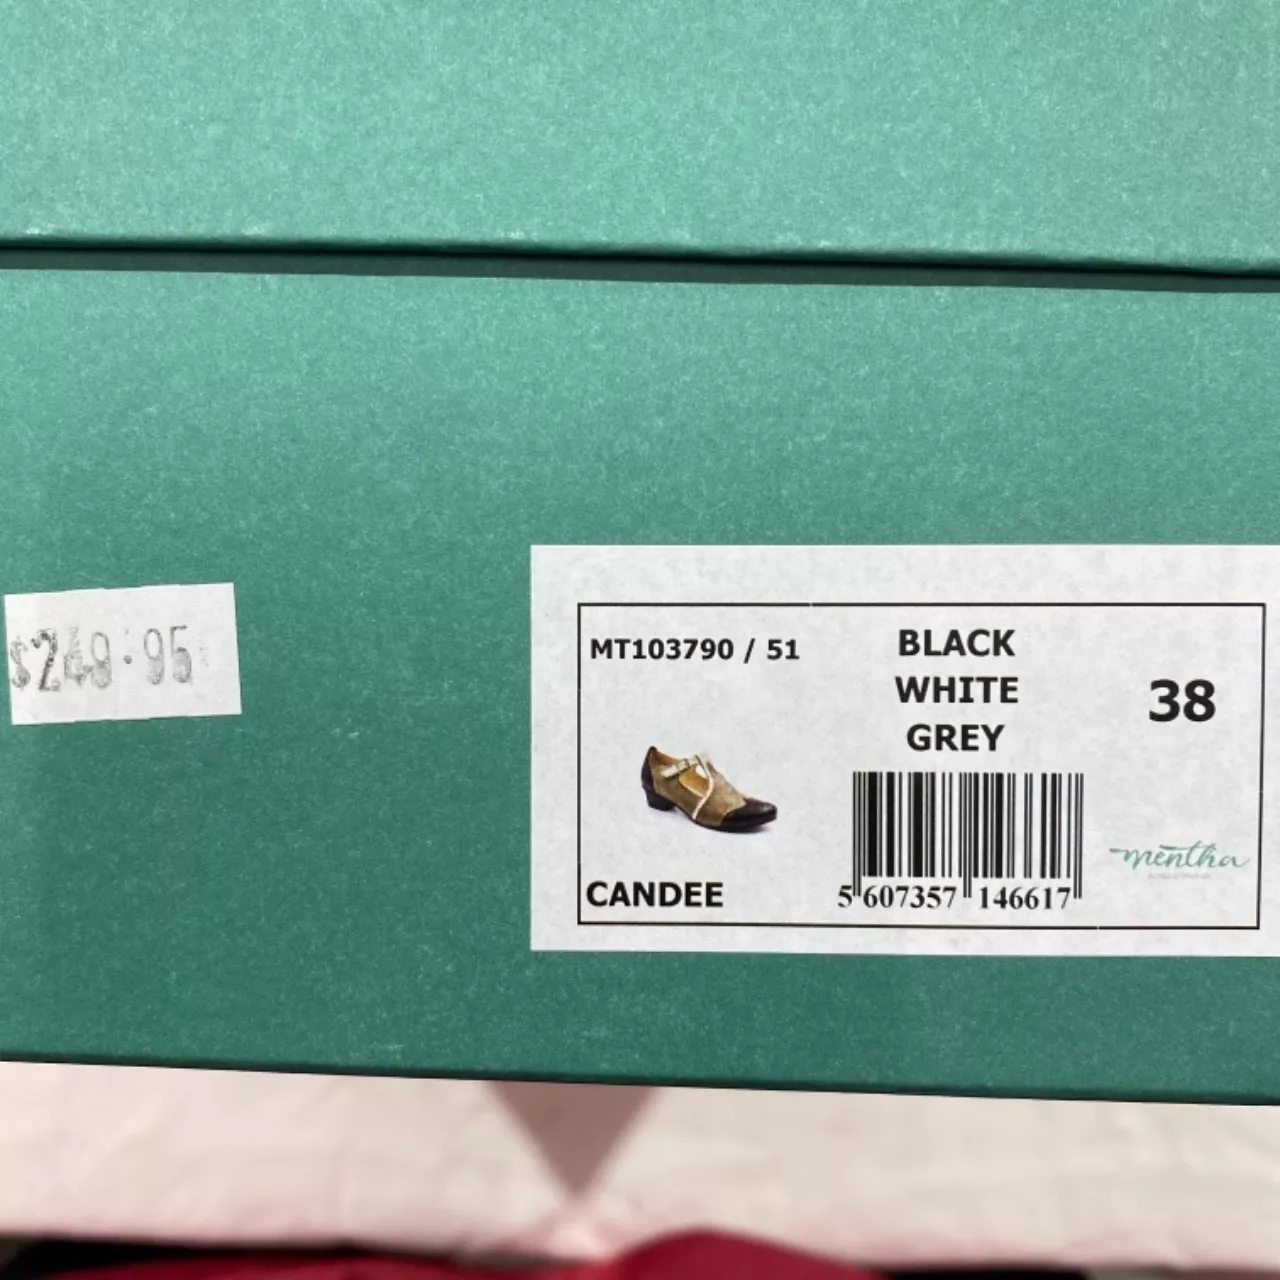 $249.95
MT103790 / 51
BLACK
WHITE
GREY
38
CANDEE
5 607357 146617
mentha